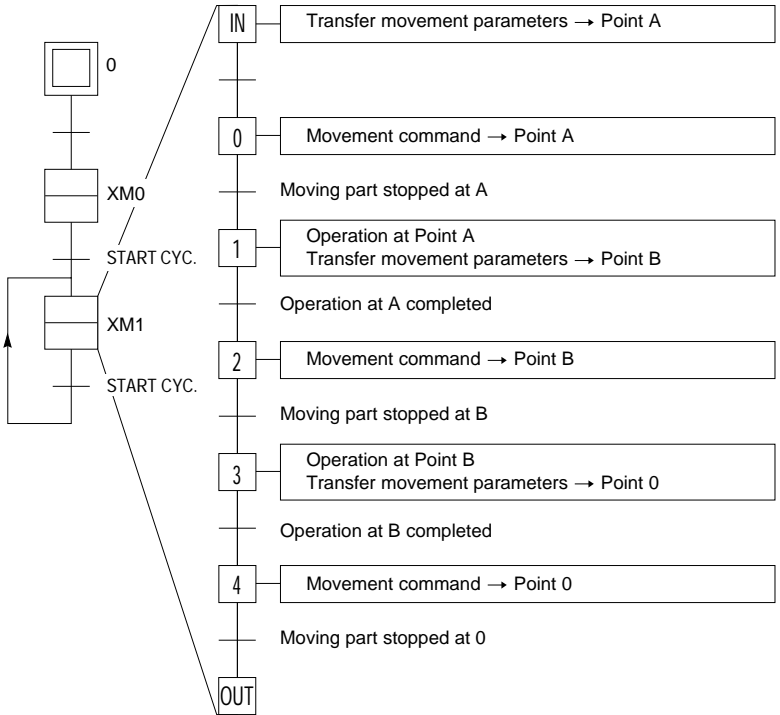 0
XM0
START CYC.
XM1
START CYC.
IN
Transfer movement parameters → Point A
0
Movement command → Point A
Moving part stopped at A
1
Operation at Point A
Transfer movement parameters → Point B
Operation at A completed
2
Movement command → Point B
Moving part stopped at B
3
Operation at Point B
Transfer movement parameters → Point 0
Operation at B completed
4
Movement command → Point 0
Moving part stopped at 0
OUT